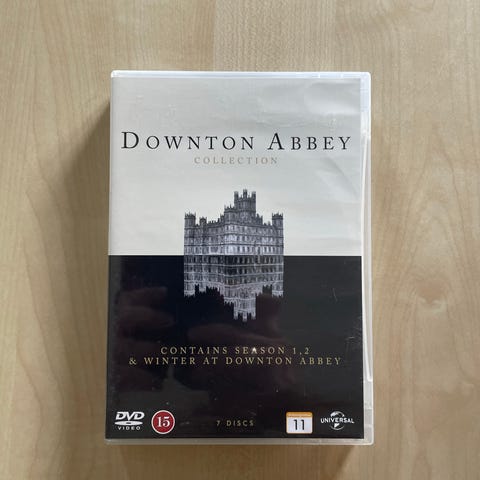 DOWNTON ABBEY
COLLECTION
CONTAINS SEASON 1,2
& WINTER AT DOWNTON ABBEY
DVD
VIDEO
15
7 DISCS
11
UNIVERSAL